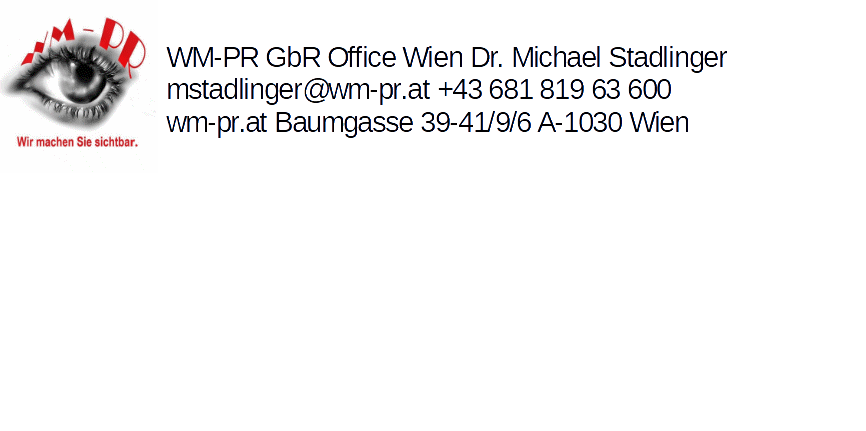 WM-PR
Wir machen Sie sichtbar.
WM-PR GbR Office Wien Dr. Michael Stadlinger
mstadlinger@wm-pr.at +43 681 819 63 600
wm-pr.at Baumgasse 39-41/9/6 A-1030 Wien